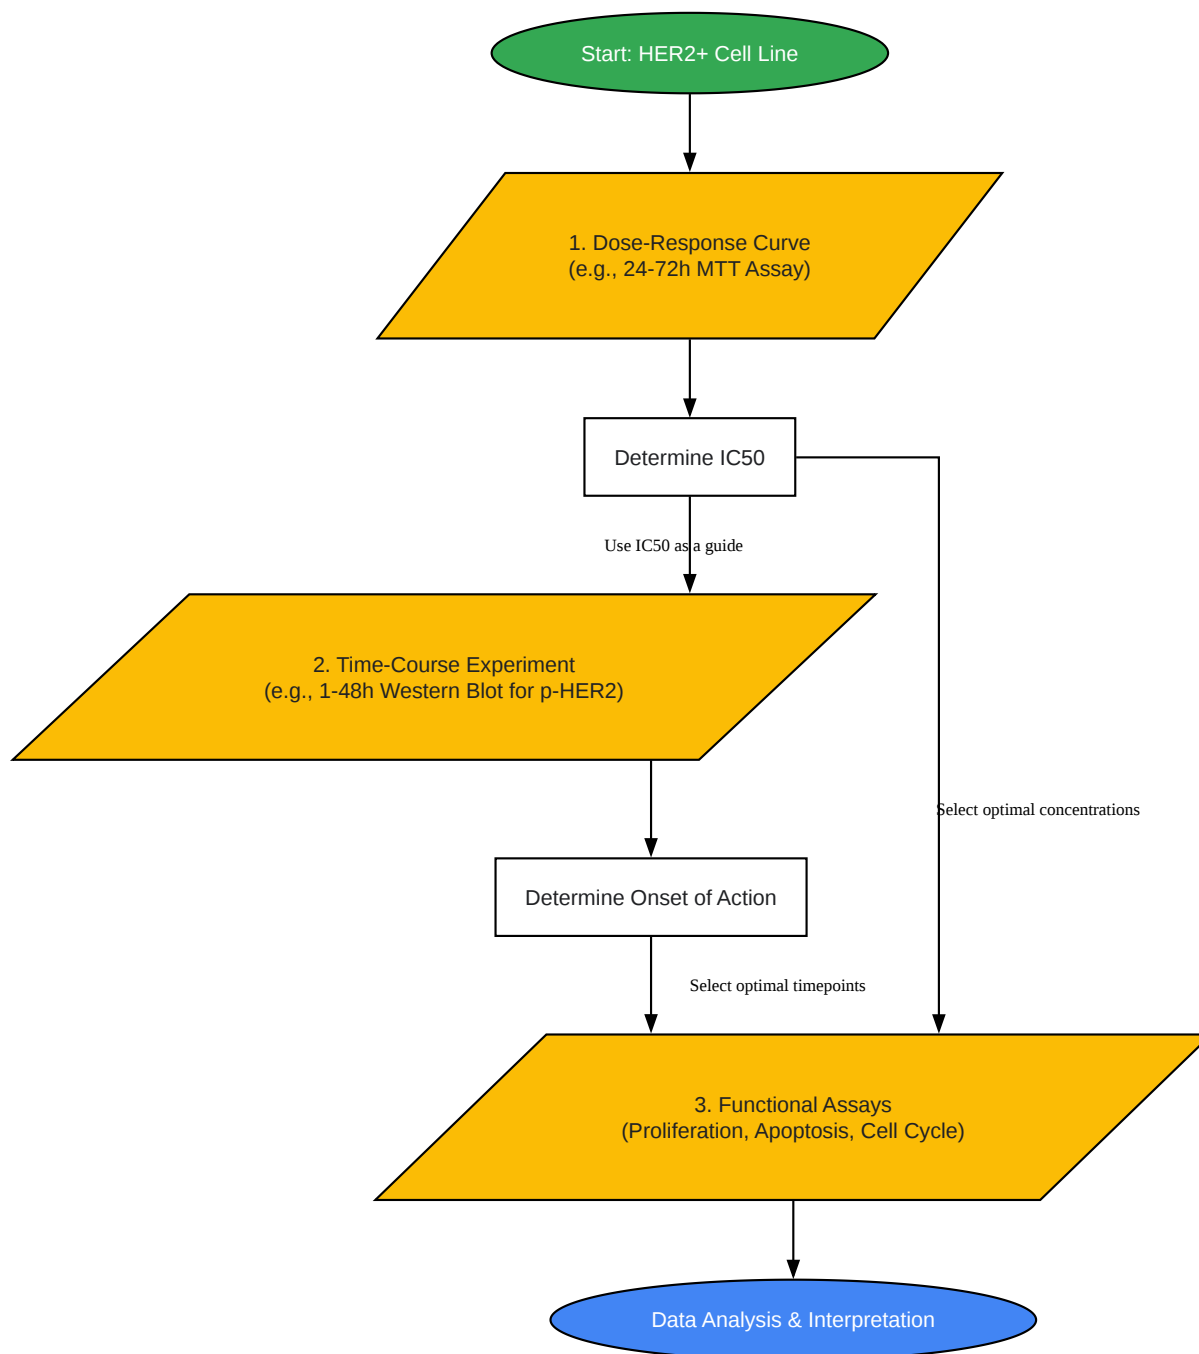 Start: HER2+ Cell Line
1. Dose-Response Curve
(e.g., 24-72h MTT Assay)
Determine IC50
Use IC50 as a guide
2. Time-Course Experiment
(e.g., 1-48h Western Blot for p-HER2)
Select optimal concentrations
Determine Onset of Action
Select optimal timepoints
3. Functional Assays
(Proliferation, Apoptosis, Cell Cycle)
Data Analysis & Interpretation